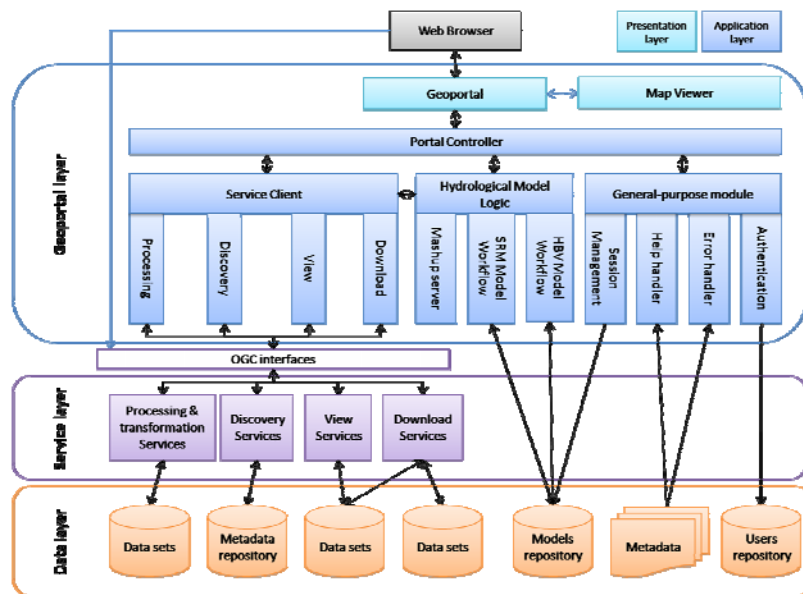 Web Browser
Presentation
layer
Application
layer
Geoportal
Map Viewer
Portal Controller
Geoportal layer
Service Client
Hydrological Model
Logic
General-purpose module
Processing
Discovery
View
Download
Mashup server
SRM Model
Workflow
HBV Model
Workflow
Session
Management
Help handler
Error handler
Authentication
OGC interfaces
Service layer
Processing &
transformation
Services
Discovery
Services
View
Services
Download
Services
Data layer
Data sets
Metadata
repository
Data sets
Data sets
Models
repository
Metadata
Users
repository